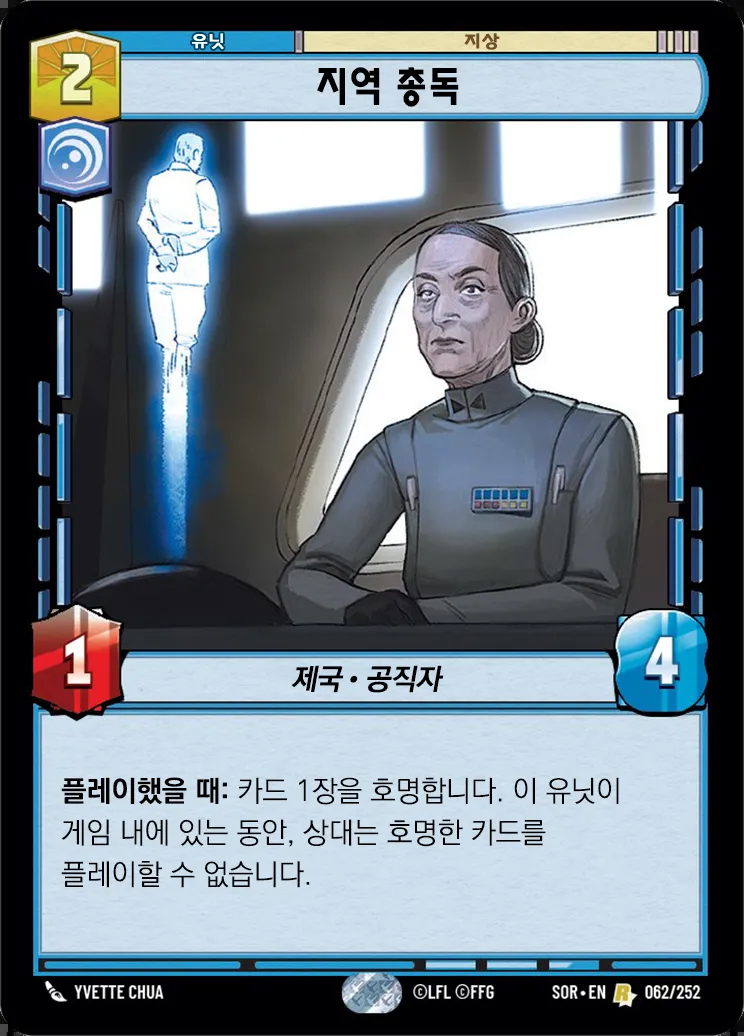 유닛
지상
2
지역 총독
1
제국 • 공직자
4
플레이했을 때: 카드 1장을 호명합니다. 이 유닛이
게임 내에 있는 동안, 상대는 호명한 카드를
플레이할 수 없습니다.
YVETTE CHUA
©LFL ©FFG
SOR • EN R 062/252